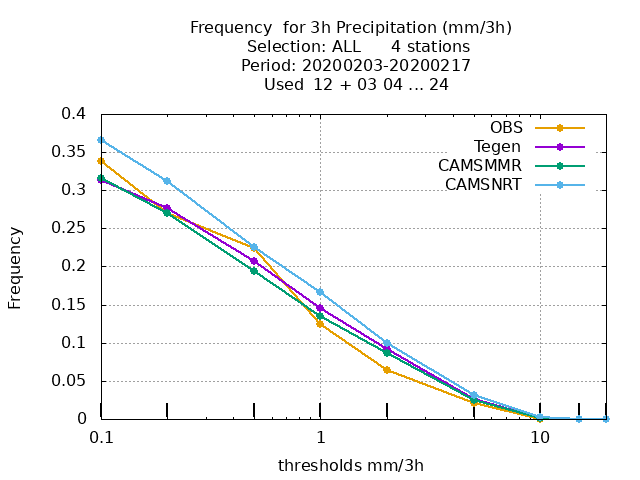 Frequency  for 3h Precipitation (mm/3h)
Selection: ALL      4 stations
Period: 20200203-20200217
Used  12 + 03 04 ... 24
0.4
0.35
0.3
0.25
0.2
0.15
0.1
0.05
0
Frequency
OBS
Tegen
CAMSMMR
CAMSNRT
0.1 1 10
thresholds mm/3h